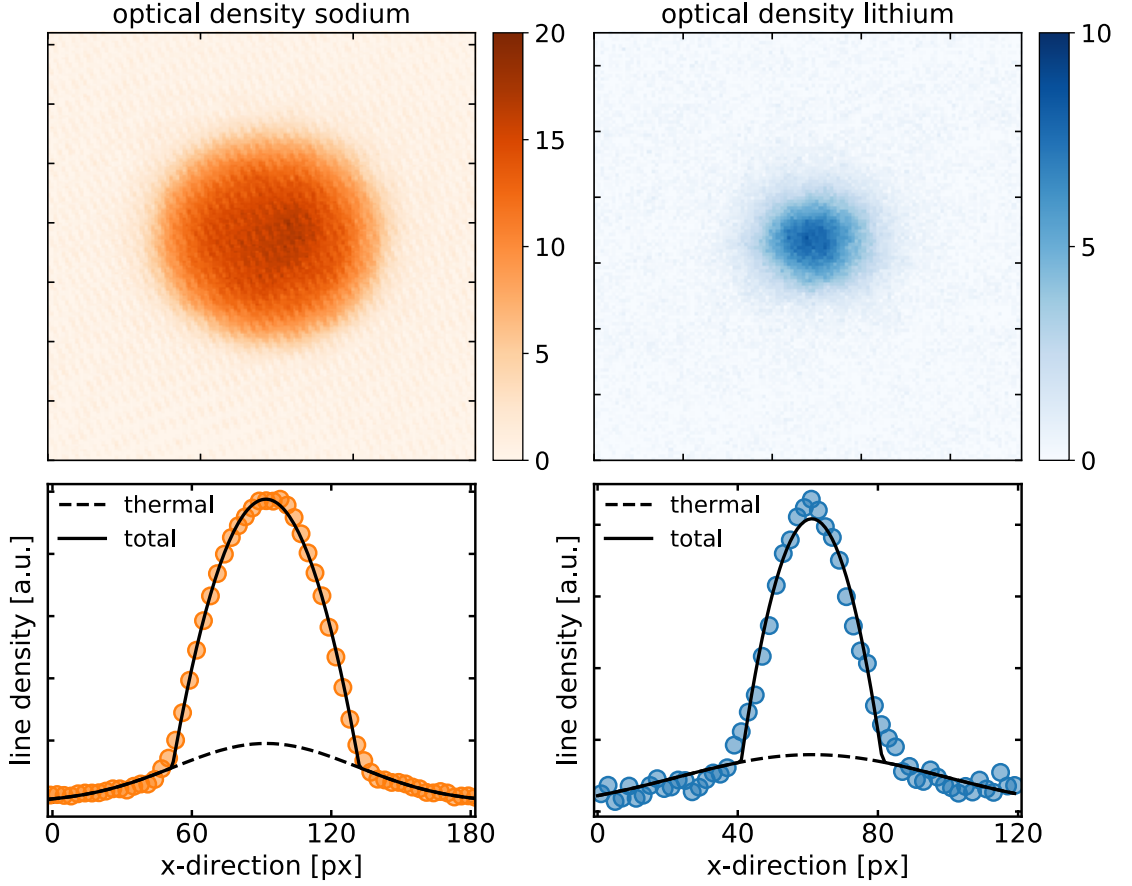 optical density sodium
20
15
10
5
0
optical density lithium
10
5
0
line density [a.u.]
thermal
total
0 60 120 180
x-direction [px]
line density [a.u.]
thermal
total
0 40 80 120
x-direction [px]